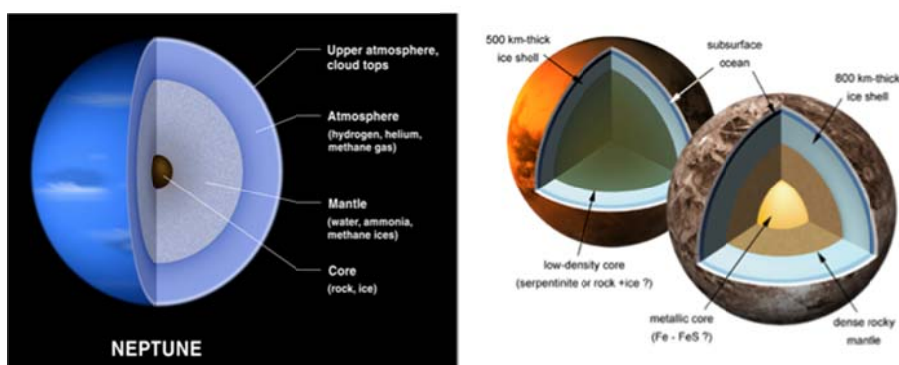 Upper atmosphere,
cloud tops
Atmosphere
(hydrogen, helium,
methane gas)
Mantle
(water, ammonia,
methane ices)
Core
(rock, ice)
NEPTUNE
500 km-thick
ice shell
subsurface
ocean
800 km-thick
ice shell
low-density core
(serpentinite or rock +ice ?)
metallic core
(Fe - FeS ?)
dense rocky
mantle